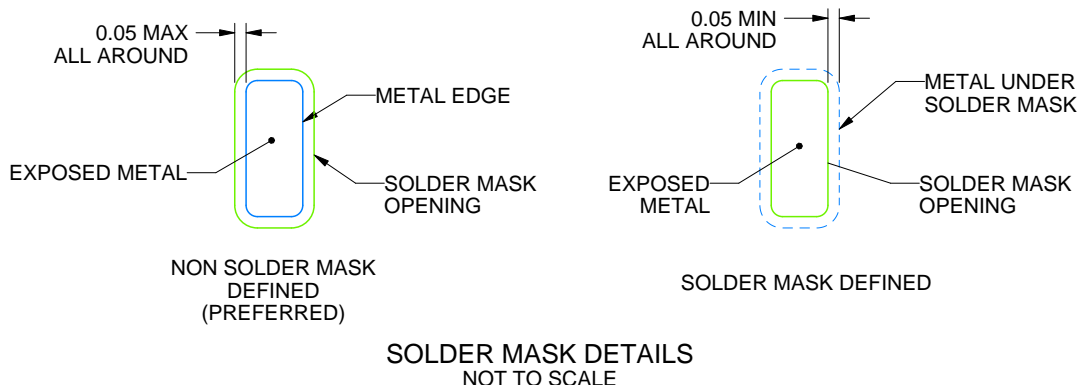 0.05 MAX
ALL AROUND
METAL EDGE
EXPOSED METAL
SOLDER MASK
OPENING
NON SOLDER MASK
DEFINED
(PREFERRED)
0.05 MIN
ALL AROUND
METAL UNDER
SOLDER MASK
EXPOSED
METAL
SOLDER MASK
OPENING
SOLDER MASK DEFINED
SOLDER MASK DETAILS
NOT TO SCALE